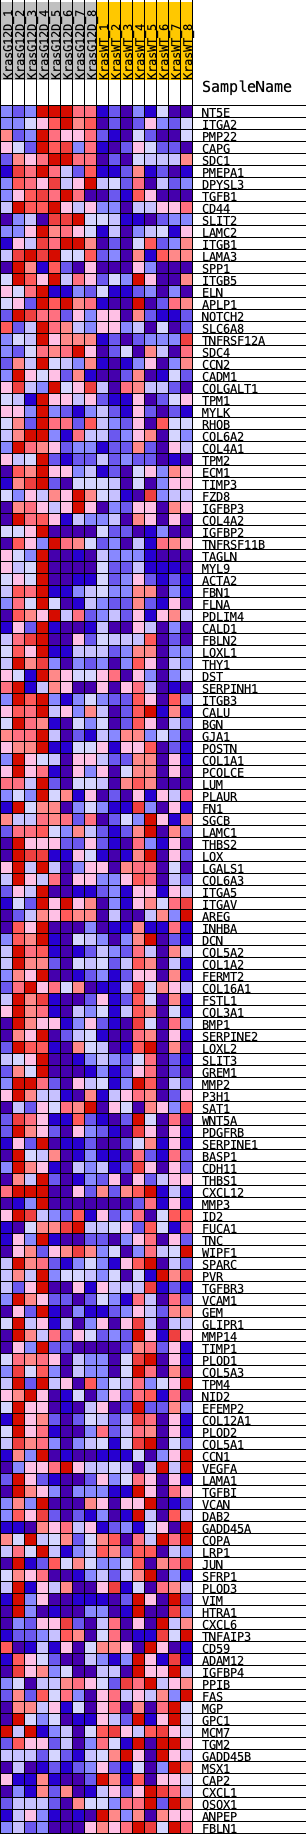 KrasG12D_1
KrasG12D_2
KrasG12D_3
KrasG12D_4
KrasG12D_5
KrasG12D_6
KrasG12D_7
KrasG12D_8
KrasWT_1
KrasWT_2
KrasWT_3
KrasWT_4
KrasWT_5
KrasWT_6
KrasWT_7
KrasWT_8
SampleName
NT5E
ITGA2
PMP22
CAPG
SDC1
PMEPA1
DPYSL3
TGFB1
CD44
SLIT2
LAMC2
ITGB1
LAMA3
SPP1
ITGB5
ELN
APLP1
NOTCH2
SLC6A8
TNFRSF12A
SDC4
CCN2
CADM1
COLGALT1
TPM1
MYLK
RHOB
COL6A2
COL4A1
TPM2
ECM1
TIMP3
FZD8
IGFBP3
COL4A2
IGFBP2
TNFRSF11B
TAGLN
MYL9
ACTA2
FBN1
FLNA
PDLIM4
CALD1
FBLN2
LOXL1
THY1
DST
SERPINH1
ITGB3
CALU
BGN
GJA1
POSTN
COL1A1
PCOLCE
LUM
PLAUR
FN1
SGCB
LAMC1
THBS2
LOX
LGALS1
COL6A3
ITGA5
ITGAV
AREG
INHBA
DCN
COL5A2
COL1A2
FERMT2
COL16A1
FSTL1
COL3A1
BMP1
SERPINE2
LOXL2
SLIT3
GREM1
MMP2
P3H1
SAT1
WNT5A
PDGFRB
SERPINE1
BASP1
CDH11
THBS1
CXCL12
MMP3
ID2
FUCA1
TNC
WIPF1
SPARC
PVR
TGFBR3
VCAM1
GEM
GLIPR1
MMP14
TIMP1
PLOD1
COL5A3
TPM4
NID2
EFEMP2
COL12A1
PLOD2
COL5A1
CCN1
VEGFA
LAMA1
TGFBI
VCAN
DAB2
GADD45A
COPA
LRP1
JUN
SFRP1
PLOD3
VIM
HTRA1
CXCL6
TNFAIP3
CD59
ADAM12
IGFBP4
PPIB
FAS
MGP
GPC1
MCM7
TGM2
GADD45B
MSX1
CAP2
CXCL1
QSOX1
ANPEP
FBLN1